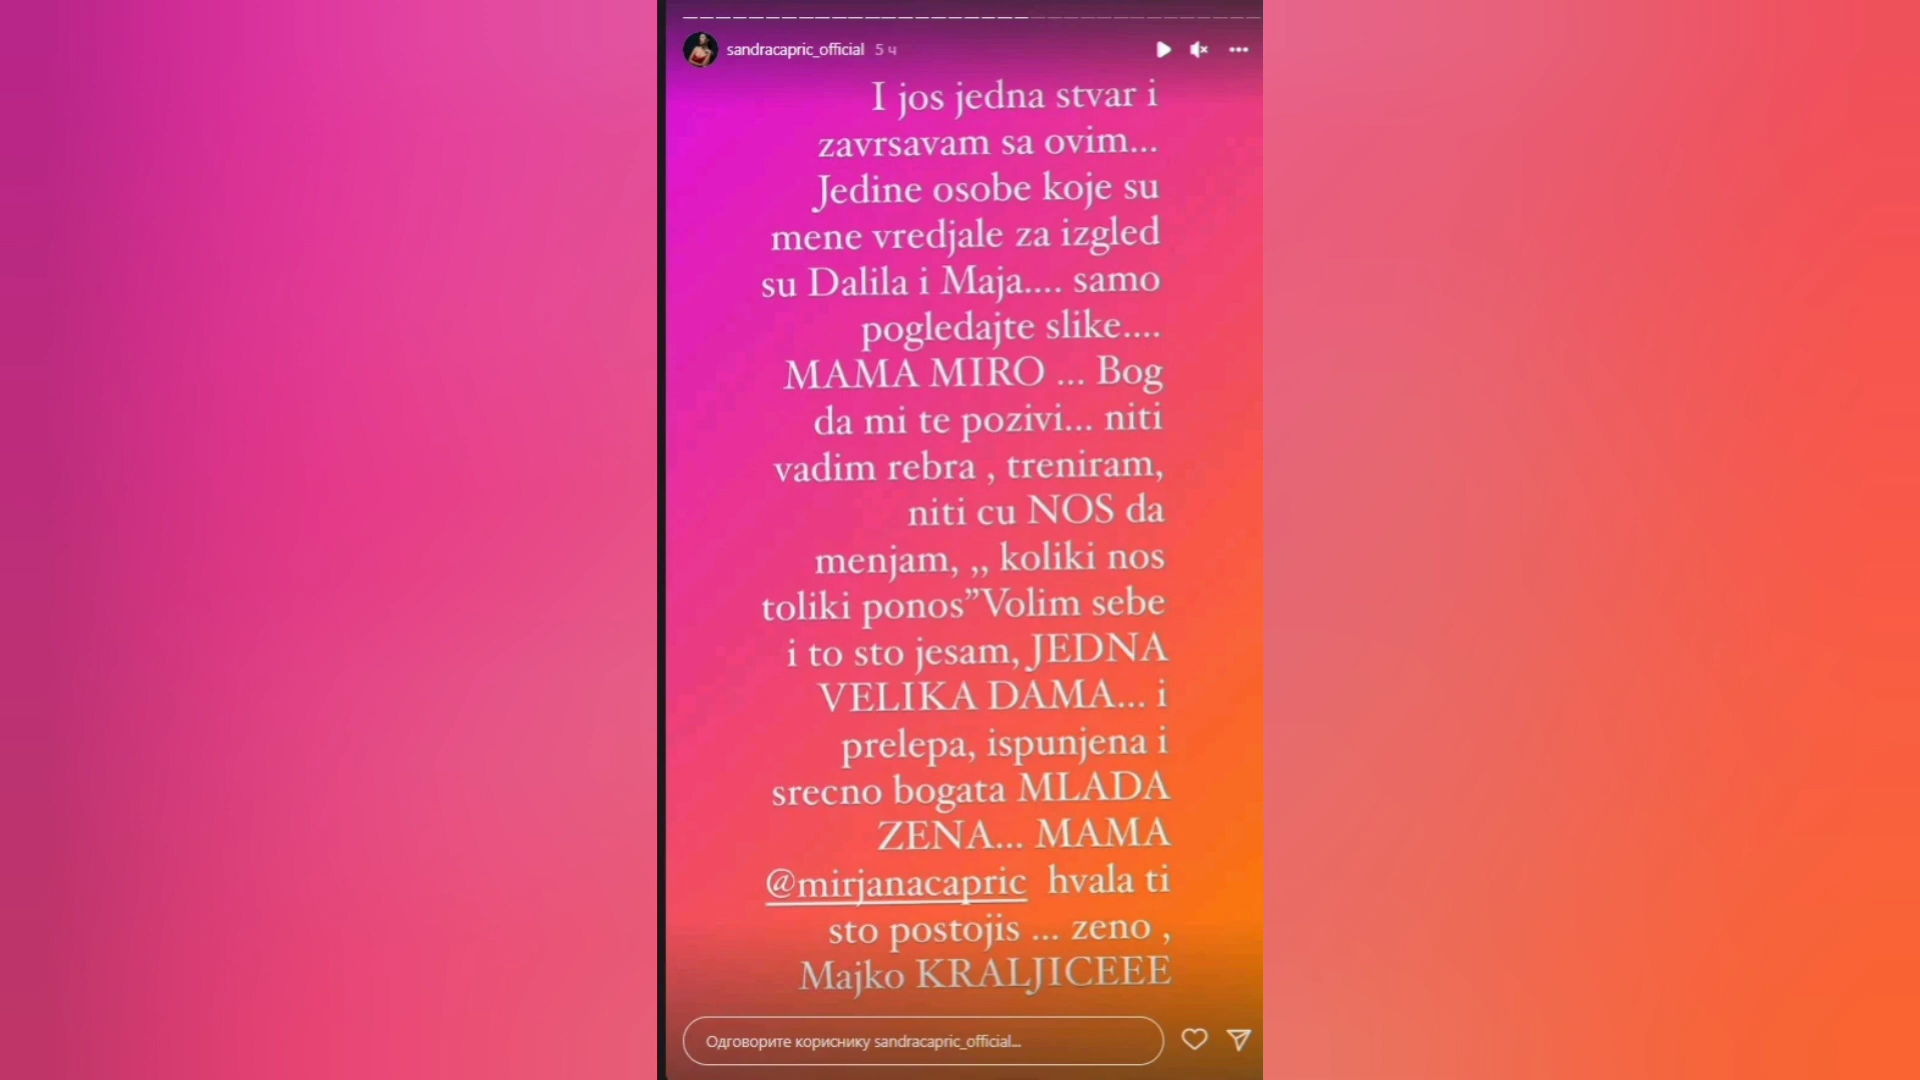 sandracapric_official 5 ч
I jos jedna stvar i
zavrsavam sa ovim...
Jedine osobe koje su
mene vredjale za izgled
su Dalila i Maja.... samo
pogledajte slike....
MAMA MIRO ... Bog
da mi te pozivi... niti
vadim rebra , treniram,
niti cu NOS da
menjam, ,, koliki nos
toliki ponos”Volim sebe
i to sto jesam, JEDNA
VELIKA DAMA... i
prelepa, ispunjena i
srecno bogata MLADA
ZENA... MAMA
@mirjanacapric hvala ti
sto postojis ... zeno ,
Majko KRALJICEEE
Одговорите кориснику sandracapric_official...